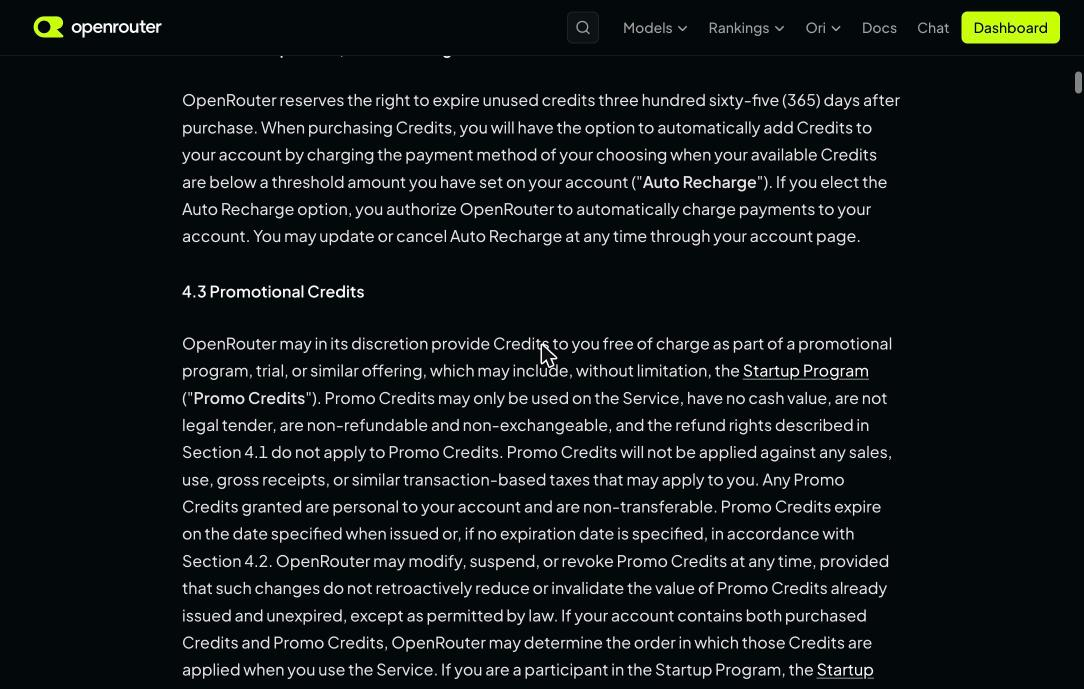 openrouter
Models
Rankings
Ori
Docs
Chat
Dashboard
OpenRouter reserves the right to expire unused credits three hundred sixty-five (365) days after
purchase. When purchasing Credits, you will have the option to automatically add Credits to
your account by charging the payment method of your choosing when your available Credits
are below a threshold amount you have set on your account ("Auto Recharge"). If you elect the
Auto Recharge option, you authorize OpenRouter to automatically charge payments to your
account. You may update or cancel Auto Recharge at any time through your account page.
4.3 Promotional Credits
OpenRouter may in its discretion provide Credits to you free of charge as part of a promotional
program, trial, or similar offering, which may include, without limitation, the Startup Program
("Promo Credits"). Promo Credits may only be used on the Service, have no cash value, are not
legal tender, are non-refundable and non-exchangeable, and the refund rights described in
Section 4.1 do not apply to Promo Credits. Promo Credits will not be applied against any sales,
use, gross receipts, or similar transaction-based taxes that may apply to you. Any Promo
Credits granted are personal to your account and are non-transferable. Promo Credits expire
on the date specified when issued or, if no expiration date is specified, in accordance with
Section 4.2. OpenRouter may modify, suspend, or revoke Promo Credits at any time, provided
that such changes do not retroactively reduce or invalidate the value of Promo Credits already
issued and unexpired, except as permitted by law. If your account contains both purchased
Credits and Promo Credits, OpenRouter may determine the order in which those Credits are
applied when you use the Service. If you are a participant in the Startup Program, the Startup